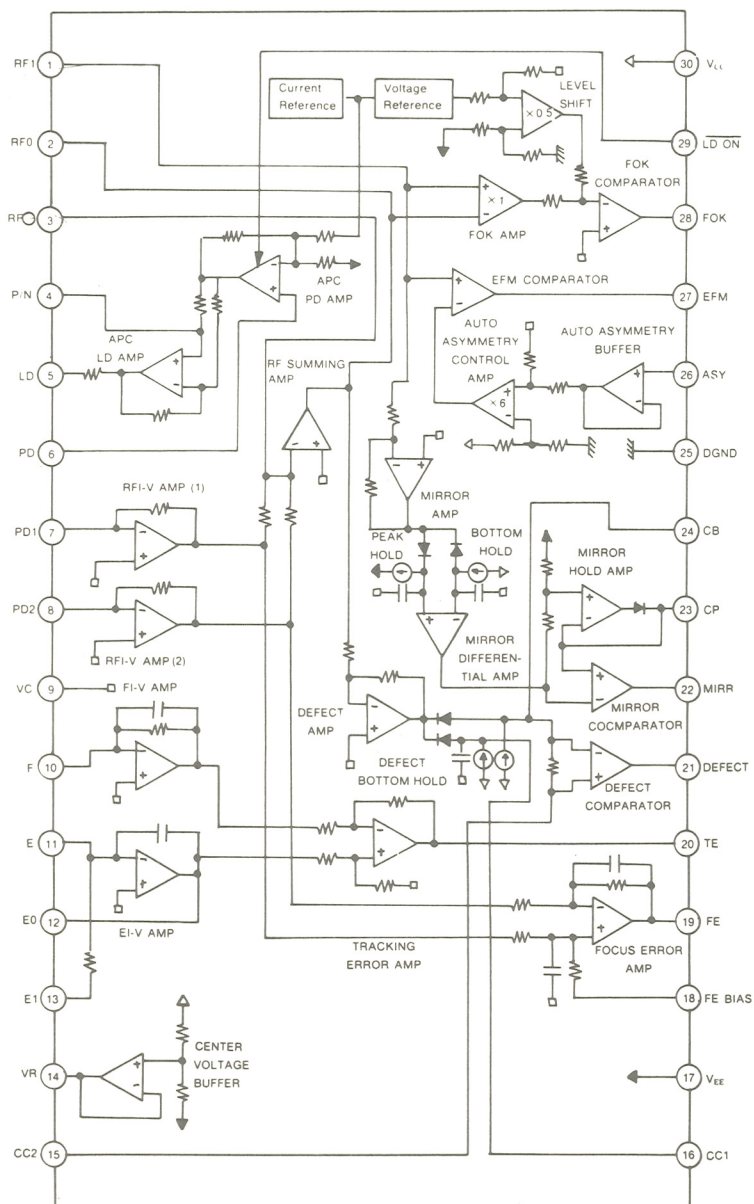 RF1
1
RF0
2
RF
3
P/N
4
LD
5
PD
6
PD1
7
PD2
8
VC
9
F
10
E
11
E0
12
E1
13
VR
14
CC2
15
30
29
LD ON
28
FOK
27
EFM
26
ASY
25
DGND
24
CB
23
CP
22
MIRR
21
DEFECT
20
TE
19
FE
18
FE BIAS
17
VEE
16
CC1
Current
Reference
Voltage
Reference
LEVEL
SHIFT
×0.5
FOK
COMPARATOR
×1
FOK AMP
APC
PD AMP
EFM COMPARATOR
APC
LD AMP
RF SUMMING
AMP
AUTO
ASYMMETRY
CONTROL
AMP
×6
AUTO ASYMMETRY
BUFFER
RFI-V AMP (1)
MIRROR
AMP
PEAK
HOLD
BOTTOM
HOLD
MIRROR
HOLD AMP
RFI-V AMP (2)
MIRROR
DIFFEREN-
TIAL AMP
FI-V AMP
DEFECT
AMP
MIRROR
COCMPARATOR
DEFECT
BOTTOM HOLD
DEFECT
COMPARATOR
EI-V AMP
TRACKING
ERROR AMP
FOCUS ERROR
AMP
CENTER
VOLTAGE
BUFFER